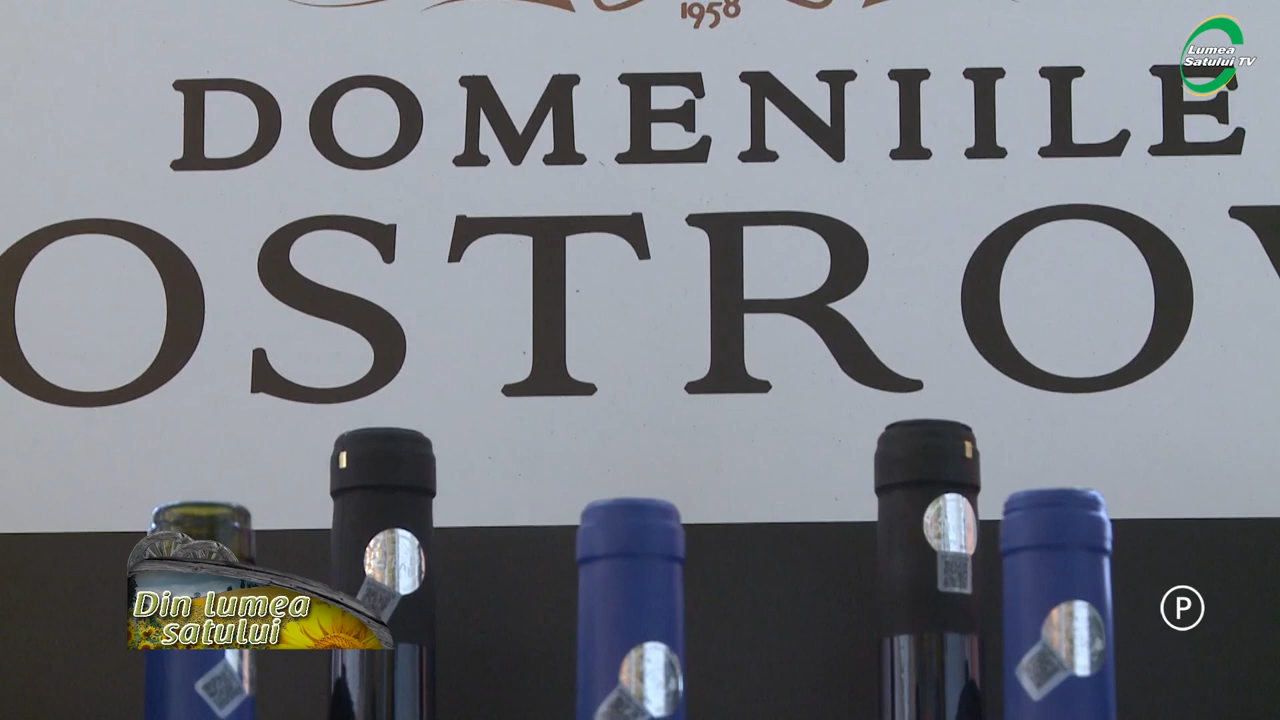 1958
Lumea
Satului TV
DOMENIILE
OSTROV
Din lumea
satului
P